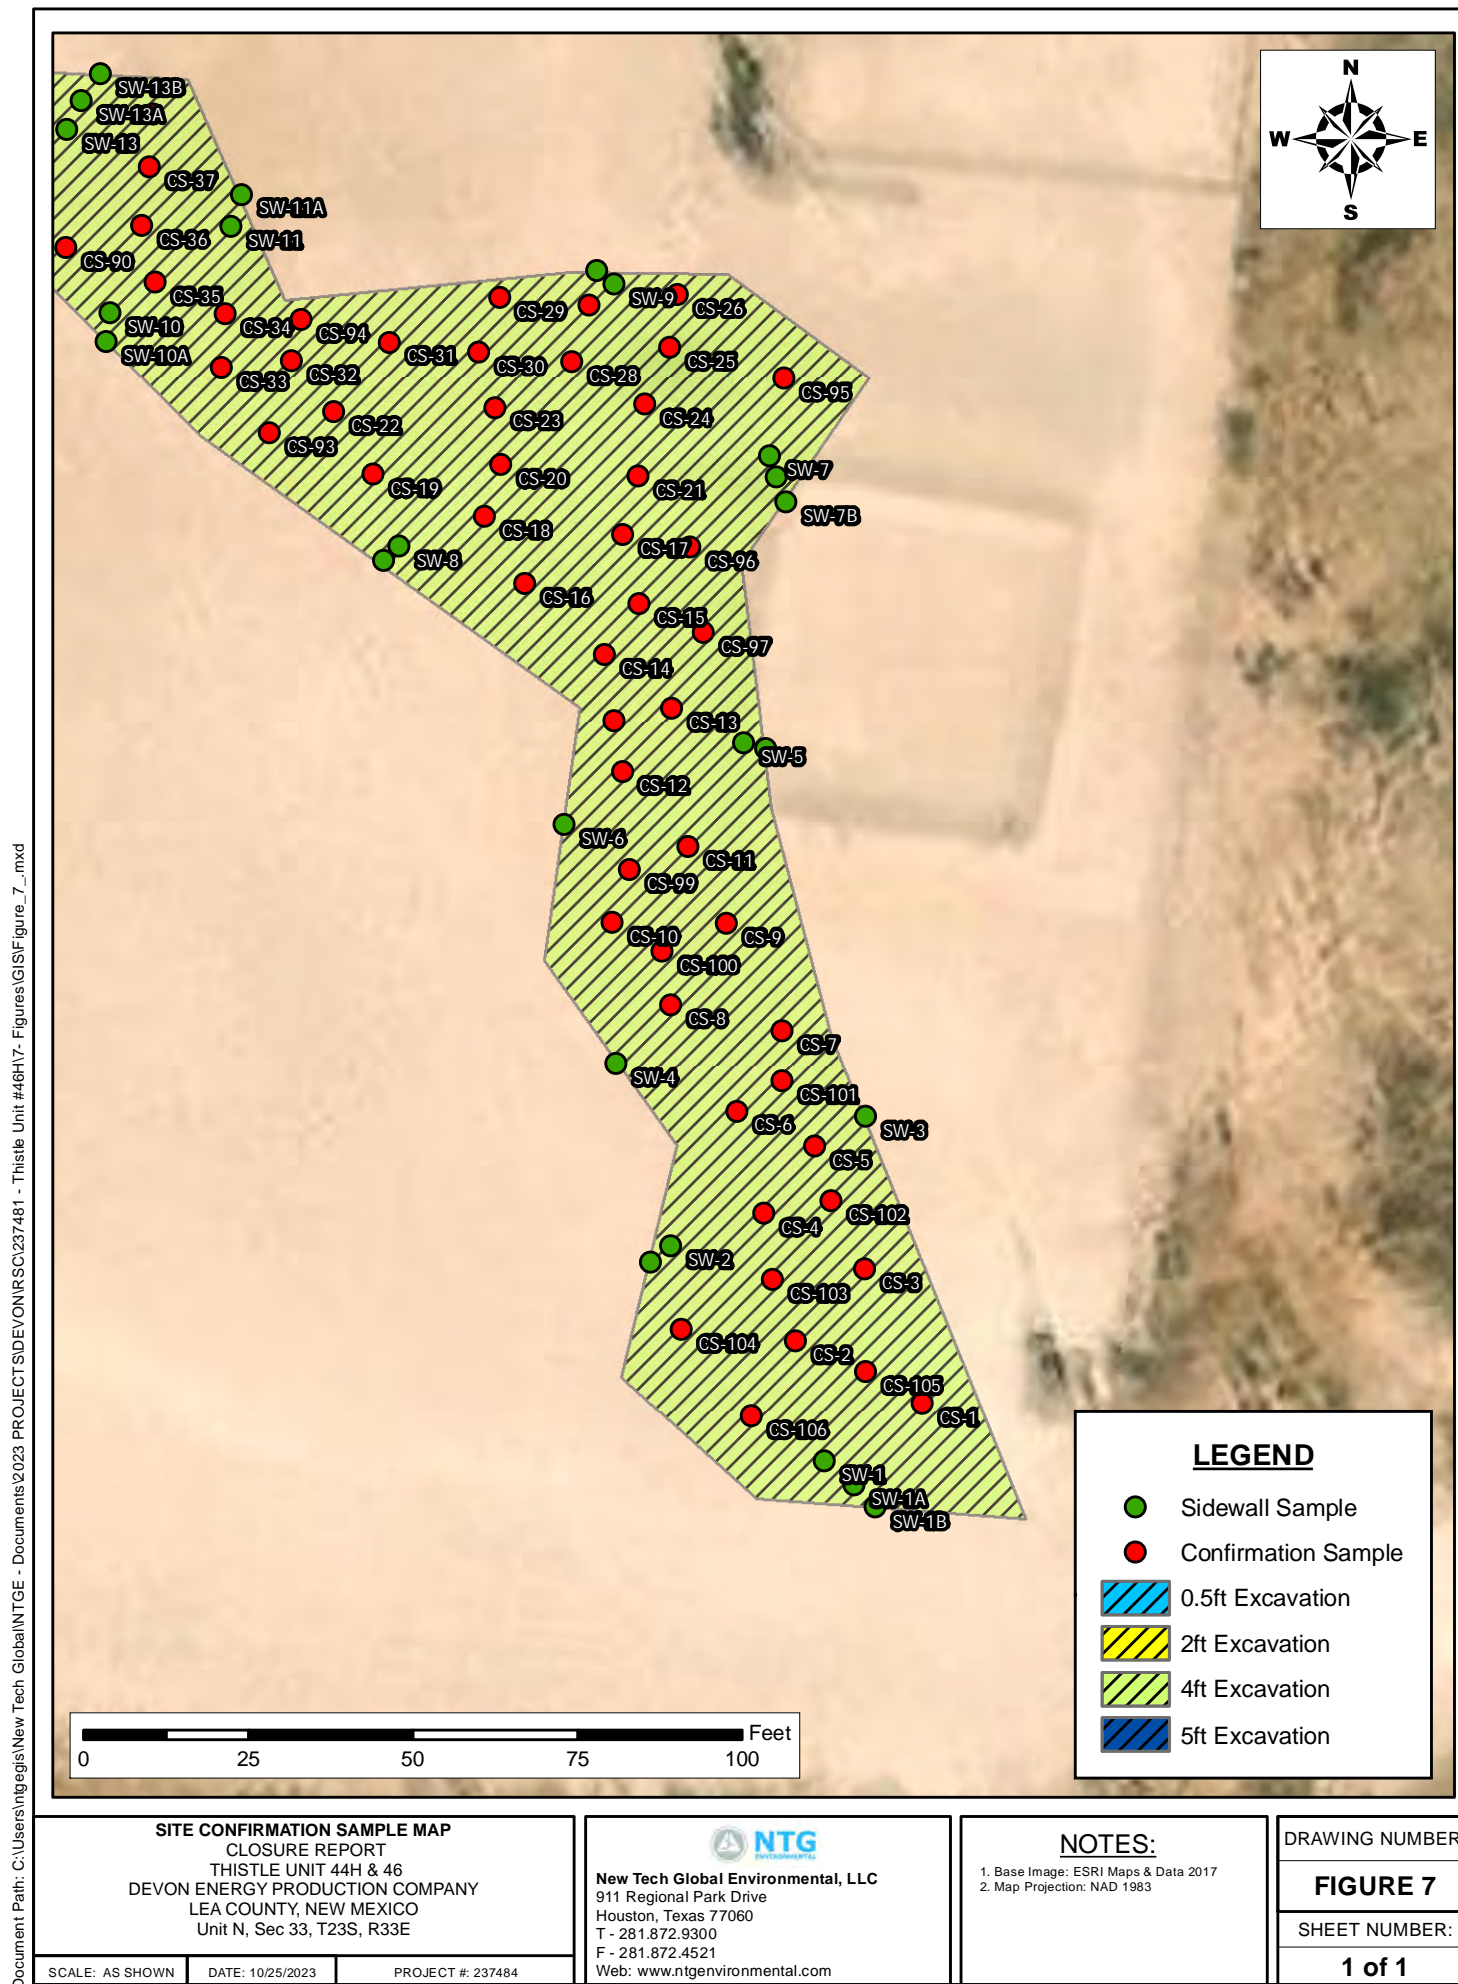 N
W E
S
SW-13B
SW-13A
SW-13
CS-37
SW-11A
CS-36
SW-11
CS-90
CS-35
SW-10
CS-34
CS-94
SW-10A
CS-33
CS-32
CS-31
CS-29
SW-9
CS-26
CS-30
CS-28
CS-25
CS-95
CS-22
CS-23
CS-24
CS-93
CS-19
CS-20
CS-21
SW-7
SW-7B
CS-18
CS-17
CS-96
SW-8
CS-16
CS-15
CS-97
CS-14
CS-13
SW-5
CS-12
SW-6
CS-11
CS-99
CS-10
CS-9
CS-100
CS-8
CS-7
SW-4
CS-101
CS-6
SW-3
CS-5
CS-102
CS-4
SW-2
CS-3
CS-103
CS-104
CS-2
CS-105
CS-1
CS-106
SW-1
SW-1A
SW-1B
LEGEND
Sidewall Sample
Confirmation Sample
0.5ft Excavation
2ft Excavation
4ft Excavation
5ft Excavation
Feet
0 25 50 75 100
Document Path: C:\Users\ntgegis\New Tech Global\NTGE - Documents\2023 PROJECTS\DEVON\RSC\237481 - Thistle Unit #46H\7- Figures\GIS\Figure_7_.mxd
SITE CONFIRMATION SAMPLE MAP
CLOSURE REPORT
THISTLE UNIT 44H & 46
DEVON ENERGY PRODUCTION COMPANY
LEA COUNTY, NEW MEXICO
Unit N, Sec 33, T23S, R33E
SCALE: AS SHOWN
DATE: 10/25/2023
PROJECT #: 237484
NTG
ENVIRONMENTAL
New Tech Global Environmental, LLC
911 Regional Park Drive
Houston, Texas 77060
T - 281.872.9300
F - 281.872.4521
Web: www.ntgenvironmental.com
NOTES:
1. Base Image: ESRI Maps & Data 2017
2. Map Projection: NAD 1983
DRAWING NUMBER
FIGURE 7
SHEET NUMBER:
1 of 1